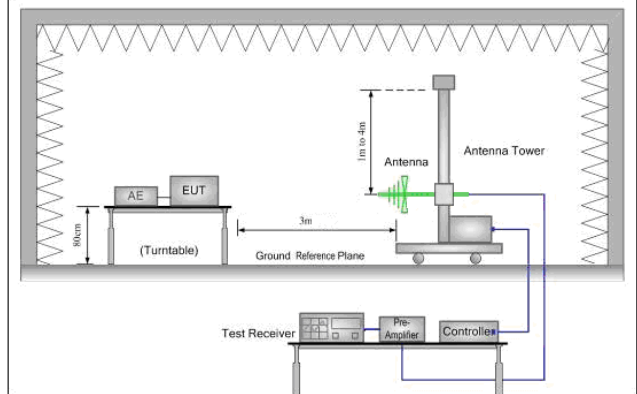 1m to 4m
Antenna
Antenna Tower
AE
EUT
3m
80cm
(Turntable)
Ground Reference Plane
Test Receiver
Pre-
Amplifier
Controller